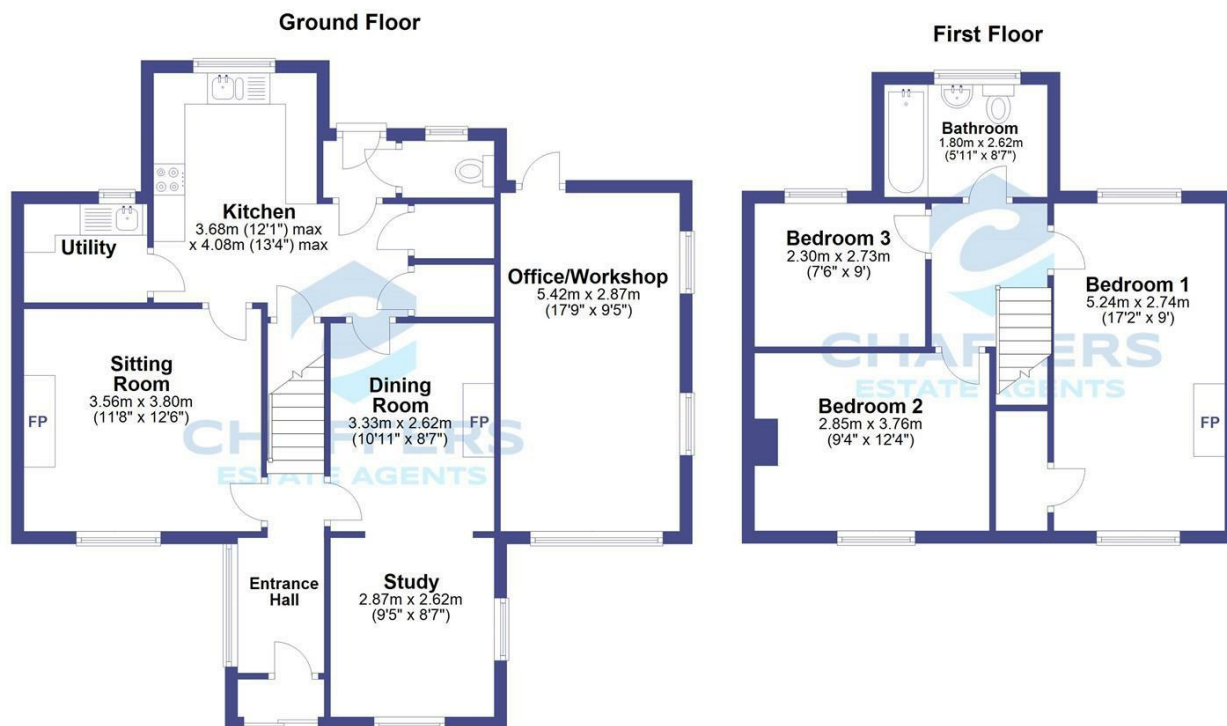 Ground Floor
Kitchen
3.68m (12'1") max
x 4.08m (13'4") max
Utility
Office/Workshop
5.42m x 2.87m
(17'9" x 9'5")
Sitting
Room
3.56m x 3.80m
(11'8" x 12'6")
FP
Dining
Room
3.33m x 2.62m
(10'11" x 8'7")
FP
CHAFFERS
ESTATE AGENTS
Entrance
Hall
Study
2.87m x 2.62m
(9'5" x 8'7")
First Floor
Bathroom
1.80m x 2.62m
(5'11" x 8'7")
Bedroom 3
2.30m x 2.73m
(7'6" x 9')
Bedroom 1
5.24m x 2.74m
(17'2" x 9')
CHAFFERS
ESTATE AGENTS
Bedroom 2
2.85m x 3.76m
(9'4" x 12'4")
FP